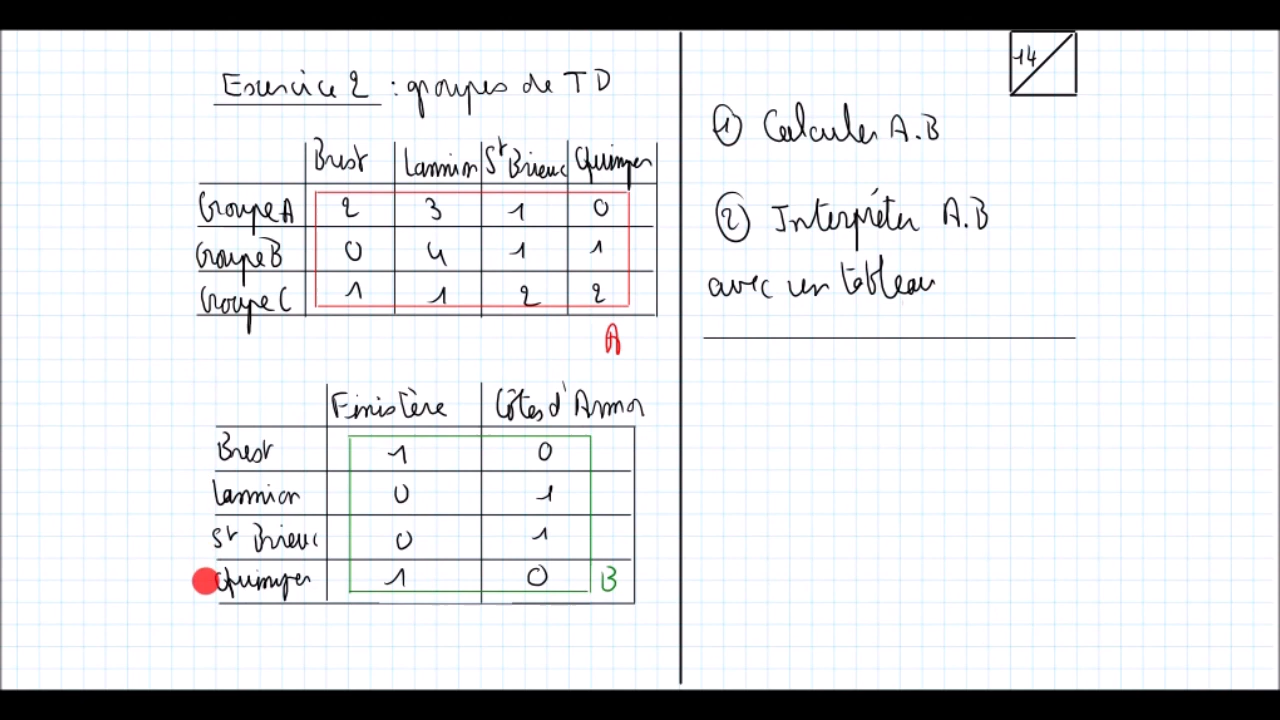 Exercice 2 : groupes de TD
Brest Lannion St Brieuc Quimper
Groupe A 2 3 1 0
Groupe B 0 4 1 1
Groupe C 1 1 2 2
A
Finistère Côtes d'Armor
Brest 1 0
Lannion 0 1
St Brieuc 0 1
Quimper 1 0 B
14
① Calculer A.B
② Interpréter A.B
avec un tableau